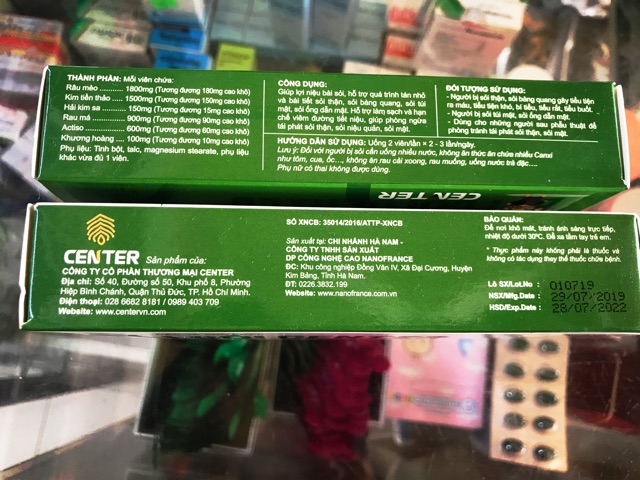 THÀNH PHẦN: Mỗi viên chứa:
Râu mèo ........... 1800mg (Tương đương 180mg cao khô)
Kim tiền thảo .... 1500mg (Tương đương 150mg cao khô)
Hải kim sa ........ 150mg (Tương đương 15mg cao khô)
Rau má ............. 900mg (Tương đương 90mg cao khô)
Actiso ............... 600mg (Tương đương 60mg cao khô)
Khương hoàng .... 100mg (Tương đương 10mg cao khô)
Phụ liệu: Tinh bột, talc, magnesium stearate, phụ liệu
khác vừa đủ 1 viên.
CÔNG DỤNG:
Giúp lợi niệu bài sỏi, hỗ trợ quá trình tán nhỏ
và bài tiết sỏi thận, sỏi bàng quang, sỏi túi
mật, sỏi ống dẫn mật. Hỗ trợ làm sạch và hạn
chế viêm đường tiết niệu, giúp phòng ngừa
tái phát sỏi thận, sỏi niệu quản, sỏi mật.
ĐỐI TƯỢNG SỬ DỤNG:
- Người bị sỏi thận, sỏi bàng quang gây tiểu tiện
ra máu, tiểu tiện khó, bí tiểu, tiểu rắt, tiểu buốt.
- Người bị sỏi túi mật, sỏi ống dẫn mật.
- Dùng cho những người sau phẫu thuật để
phòng tránh tái phát sỏi thận, sỏi mật.
HƯỚNG DẪN SỬ DỤNG: Uống 2 viên/lần x 2 - 3 lần/ngày.
Lưu ý: Đối với người bị sỏi cần uống nhiều nước, không ăn thức ăn chứa nhiều Canxi
như tôm, cua, ốc..., không ăn rau cải xoong, rau muống, uống nước trà đặc...
Phụ nữ có thai không được dùng.
CENTER
CENTER Sản phẩm của:
CÔNG TY CỔ PHẦN THƯƠNG MẠI CENTER
Địa chỉ: Số 40, Đường số 50, Khu phố 8, Phường
Hiệp Bình Chánh, Quận Thủ Đức, TP. Hồ Chí Minh.
Điện thoại: 028 6682 8181 / 0989 403 709
Website: www.centervn.com
SỐ XNCB: 35014/2016/ATTP-XNCB
Sản xuất tại: CHI NHÁNH HÀ NAM -
CÔNG TY TNHH SẢN XUẤT
DP CÔNG NGHỆ CAO NANOFRANCE
ĐC: Khu công nghiệp Đồng Văn IV, Xã Đại Cương, Huyện
Kim Bảng, Tỉnh Hà Nam.
ĐT: 0226.3832.199
Website: www.nanofrance.com.vn
BẢO QUẢN:
Để nơi khô mát, tránh ánh sáng trực tiếp,
nhiệt độ dưới 30ºC. Để xa tầm tay trẻ em.
* Thực phẩm này không phải là thuốc và
không có tác dụng thay thế thuốc chữa bệnh.
Lô SX/Lot.No : 010719
NSX/Mfg.Date : 29/07/2019
HSD/Exp.Date : 28/07/2022